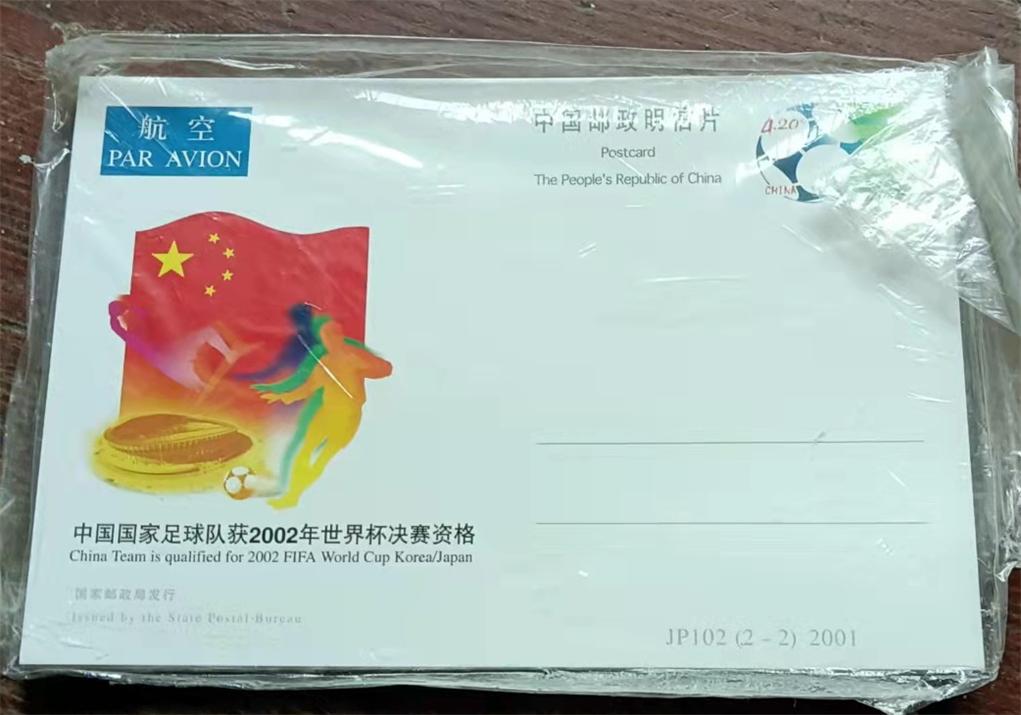 航 空
PAR AVION
中国邮政明信片
Postcard
The People's Republic of China
4.20
CHINA
中国国家足球队获2002年世界杯决赛资格
China Team is qualified for 2002 FIFA World Cup Korea/Japan
国家邮政局发行
Issued by the State Postal Bureau
JP102 (2-2) 2001